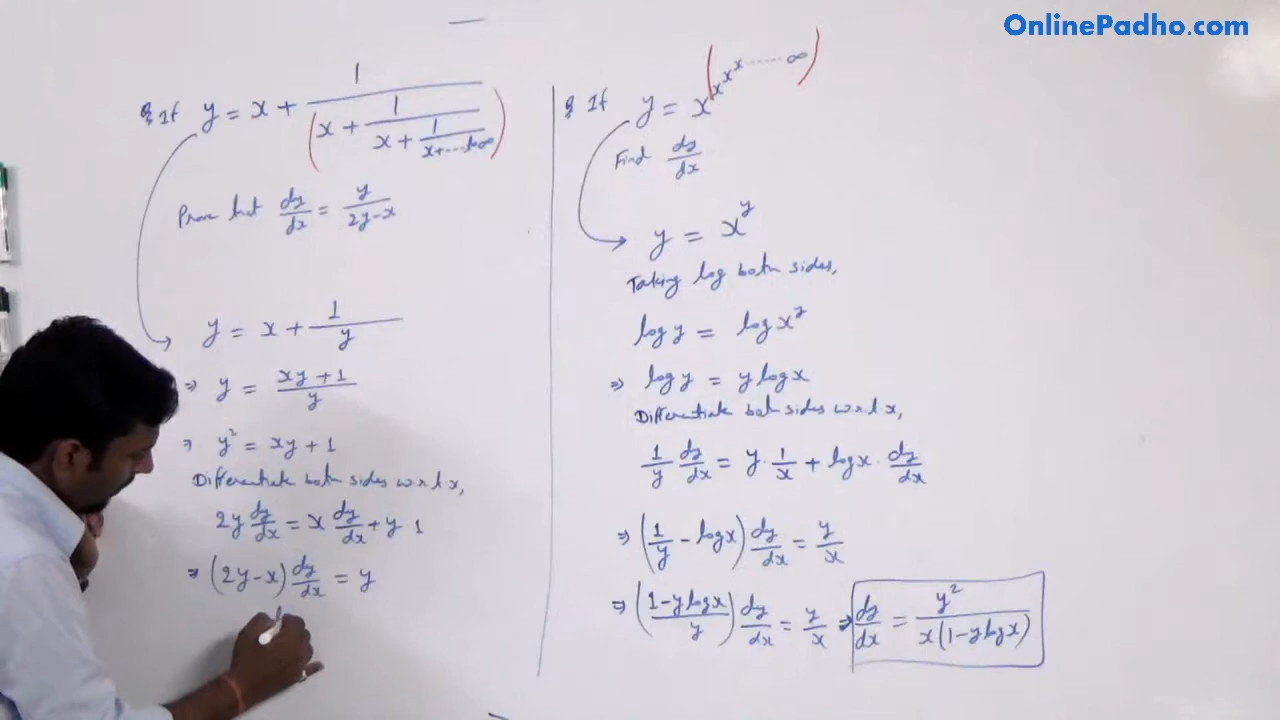 OnlinePadho.com
Q If y = x + 1/(x + 1/(x + 1/(x+....to ∞)))
Prove that dy/dx = y/(2y-x)
y = x + 1/y
⇒ y = (xy+1)/y
⇒ y² = xy + 1
Differentiate both sides w.r.t x,
2y dy/dx = x dy/dx + y·1
⇒ (2y-x) dy/dx = y
Q If y = x^(x^x^x......∞)
Find dy/dx
y = x^y
Taking log both sides,
log y = log x^y
⇒ log y = y log x
Differentiate both sides w.r.t x,
1/y dy/dx = y·1/x + log x · dy/dx
⇒ (1/y - log x) dy/dx = y/x
⇒ ((1-y log x)/y) dy/dx = y/x ⇒ dy/dx = y²/(x(1-y log x))